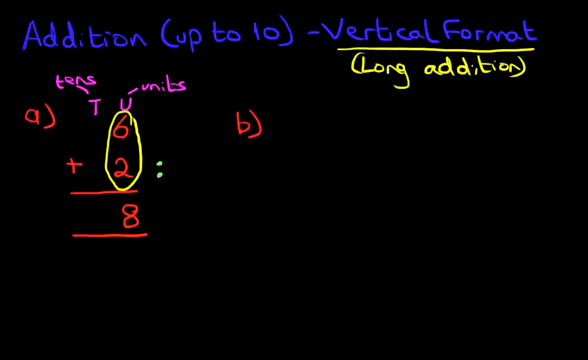 Addition (up to 10) - Vertical Format
(Long addition)
tens
units
T U
a)
6
+ 2 :
8
b)